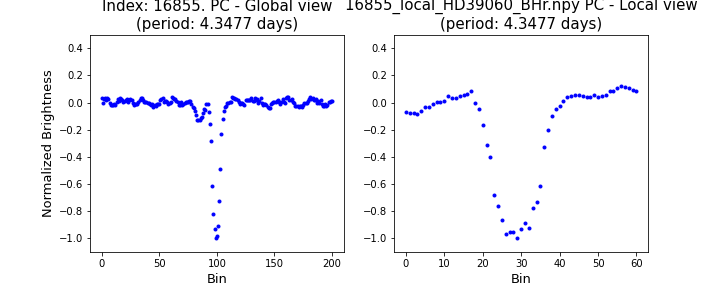 Index: 16855. PC - Global view
(period: 4.3477 days)
16855_local_HD39060_BHr.npy PC - Local view
(period: 4.3477 days)
Normalized Brightness
0.4
0.2
0.0
−0.2
−0.4
−0.6
−0.8
−1.0
0 50 100 150 200
Bin
0.4
0.2
0.0
−0.2
−0.4
−0.6
−0.8
−1.0
0 10 20 30 40 50 60
Bin